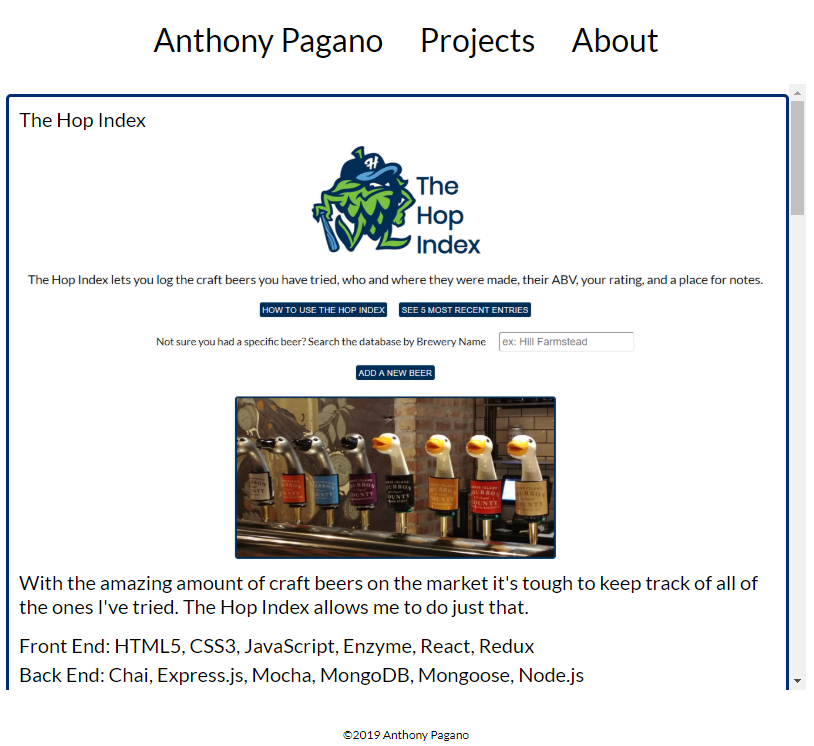 Anthony Pagano Projects About
The Hop Index
H
The
Hop
Index
The Hop Index lets you log the craft beers you have tried, who and where they were made, their ABV, your rating, and a place for notes.
HOW TO USE THE HOP INDEX SEE 5 MOST RECENT ENTRIES
Not sure you had a specific beer? Search the database by Brewery Name ex: Hill Farmstead
ADD A NEW BEER
BOURBON
COUNTY
With the amazing amount of craft beers on the market it's tough to keep track of all of
the ones I've tried. The Hop Index allows me to do just that.
Front End: HTML5, CSS3, JavaScript, Enzyme, React, Redux
Back End: Chai, Express.js, Mocha, MongoDB, Mongoose, Node.js
©2019 Anthony Pagano